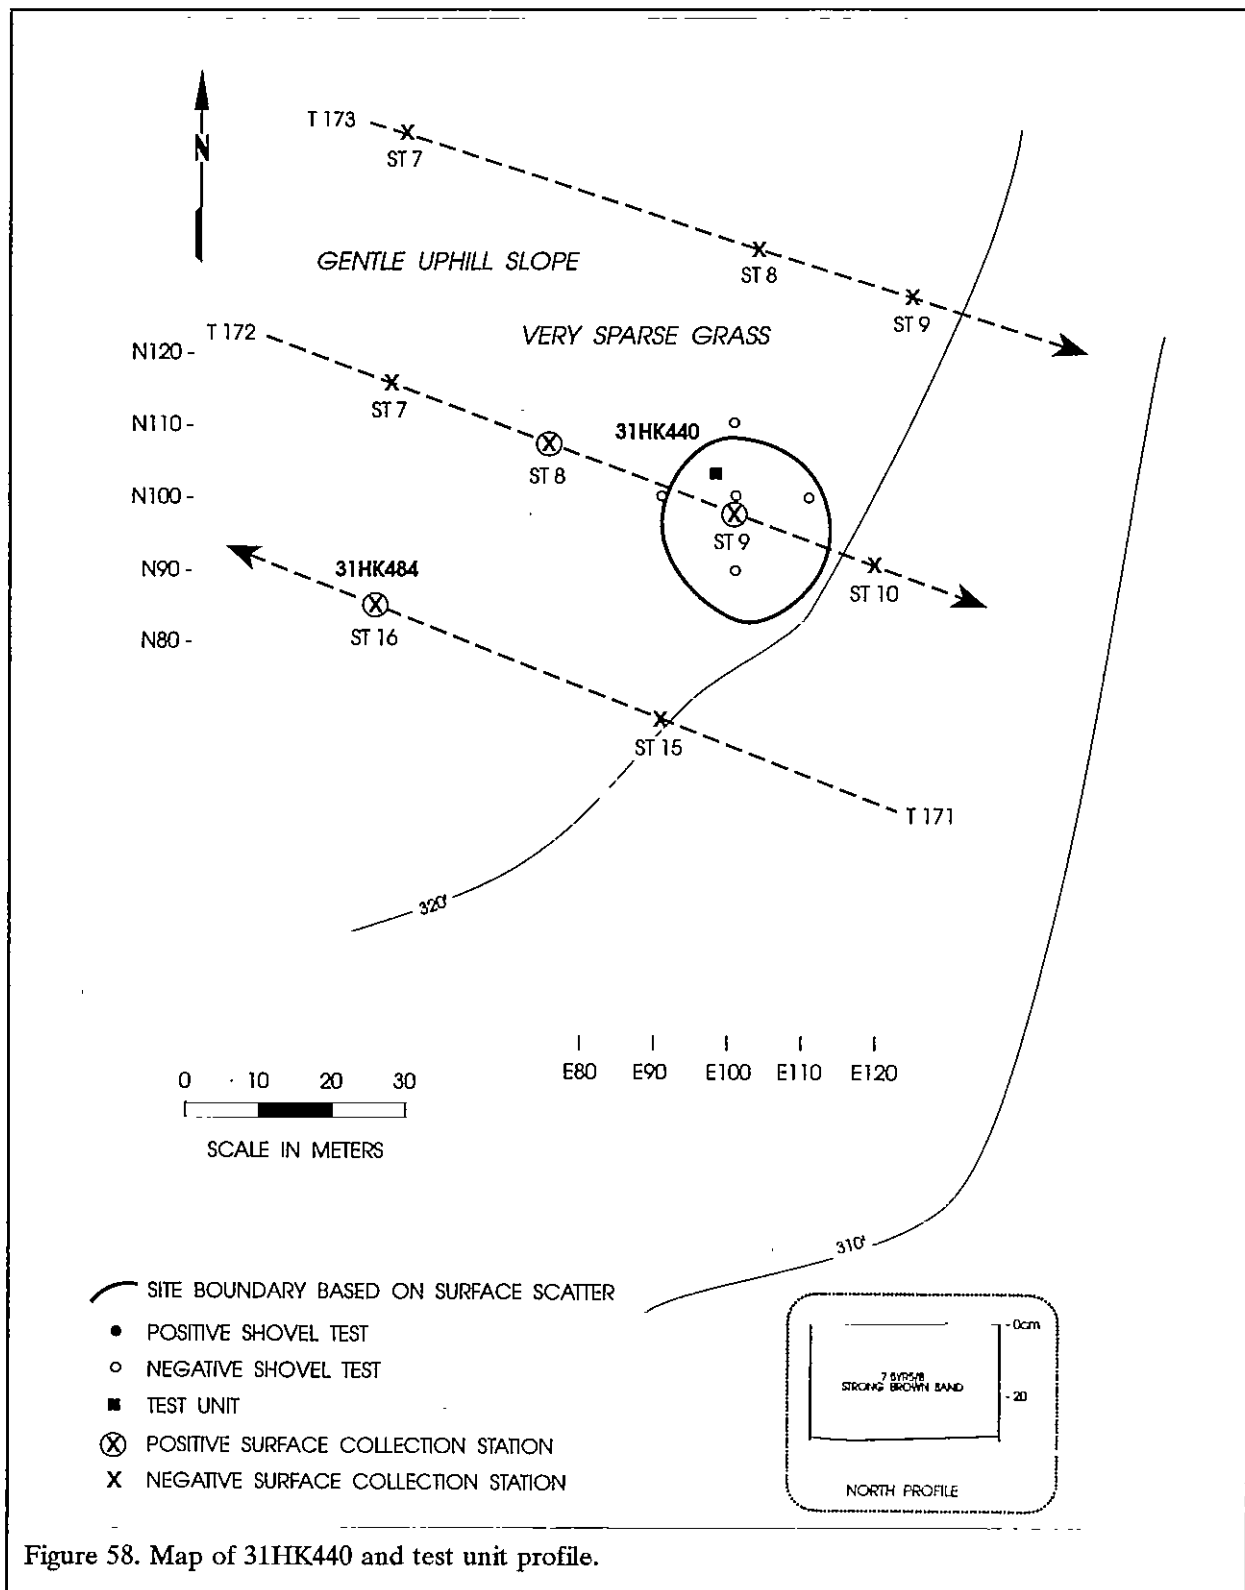 T 173
N
ST 7
GENTLE UPHILL SLOPE
ST 8
ST 9
T 172
VERY SPARSE GRASS
N120 -
ST 7
N110 -
31HK440
ST 8
N100 -
ST 9
N90 -
31HK484
ST 10
N80 -
ST 16
ST 15
T 171
320'
E80 E90 E100 E110 E120
0 10 20 30
SCALE IN METERS
310'
SITE BOUNDARY BASED ON SURFACE SCATTER
POSITIVE SHOVEL TEST
NEGATIVE SHOVEL TEST
TEST UNIT
POSITIVE SURFACE COLLECTION STATION
X NEGATIVE SURFACE COLLECTION STATION
- 0cm
7 5YR5/8
STRONG BROWN SAND
- 20
NORTH PROFILE
Figure 58. Map of 31HK440 and test unit profile.